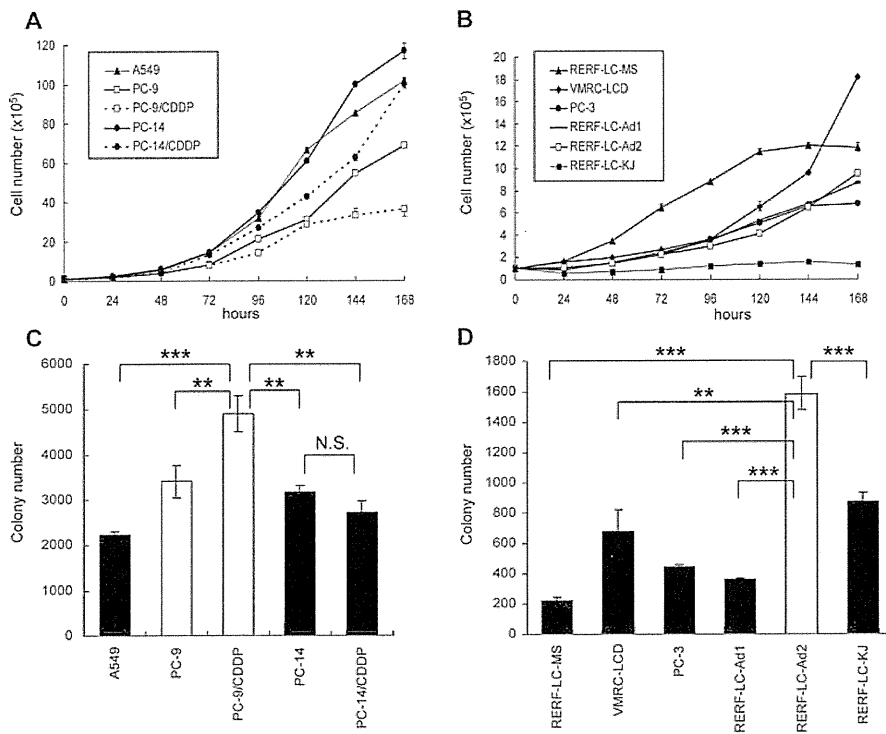 A
Cell number (x10⁵)
120
100
80
60
40
20
0
A549
PC-9
PC-9/CDDP
PC-14
PC-14/CDDP
0 24 48 72 96 120 144 168
hours
B
Cell number (x10⁵)
20
18
16
14
12
10
8
6
4
2
0
RERF-LC-MS
VMRC-LCD
PC-3
RERF-LC-Ad1
RERF-LC-Ad2
RERF-LC-KJ
0 24 48 72 96 120 144 168
hours
C
Colony number
6000
5000
4000
3000
2000
1000
0
*** **
** **
N.S.
A549
PC-9
PC-9/CDDP
PC-14
PC-14/CDDP
D
Colony number
1800
1600
1400
1200
1000
800
600
400
200
0
*** ***
**
***
***
RERF-LC-MS
VMRC-LCD
PC-3
RERF-LC-Ad1
RERF-LC-Ad2
RERF-LC-KJ